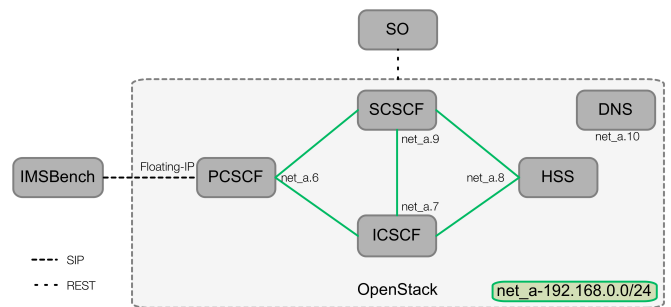 SO
SCSCF
DNS
net_a.9
net_a.10
Floating-IP
IMSBench
PCSCF
net_a.6
net_a.8
HSS
net_a.7
ICSCF
SIP
REST
OpenStack
net_a-192.168.0.0/24